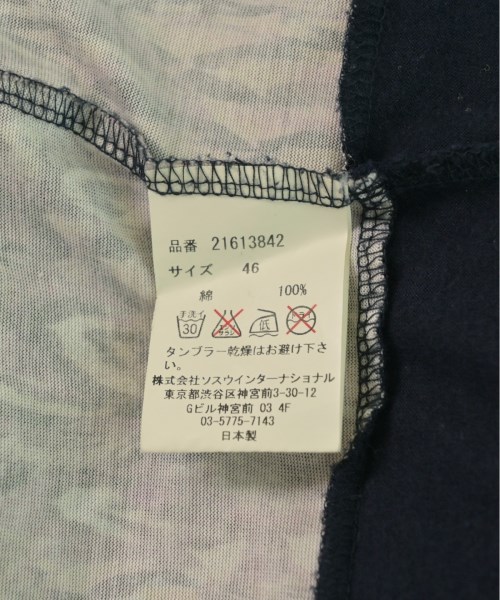 品番 21613842
サイズ 46
綿 100%
手洗イ 30 低
タンブラー乾燥はお避け下さ
い。
株式会社ソスウインターナショナル
東京都渋谷区神宮前3-30-12
Gビル神宮前 03 4F
03-5775-7143
日本製